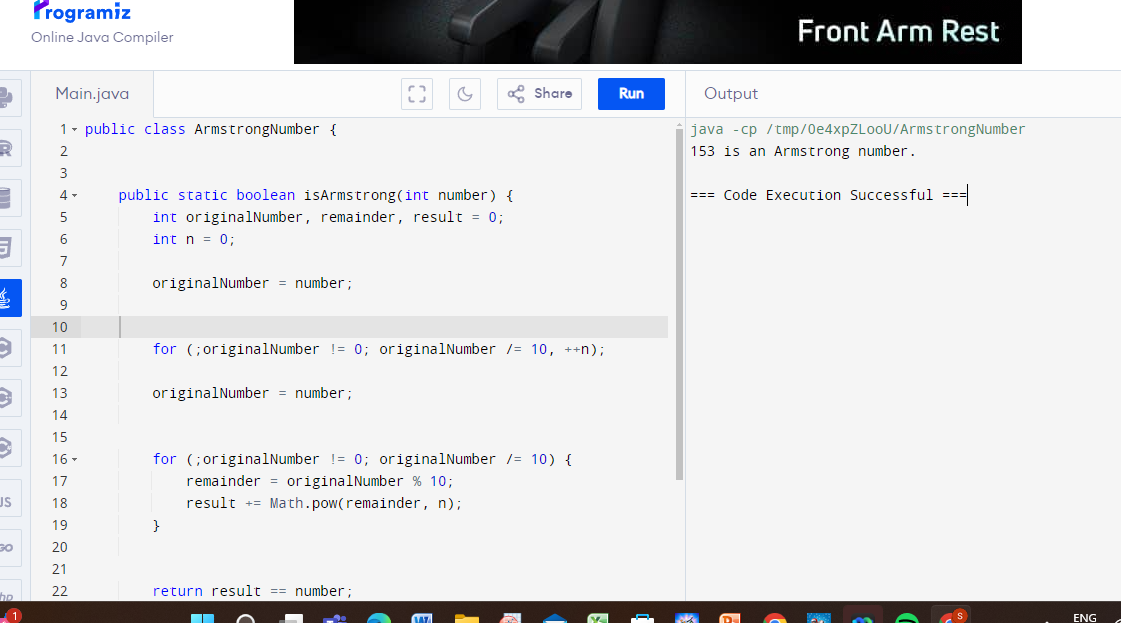 Programiz
Online Java Compiler
Front Arm Rest
Main.java
Share
Run
Output
1 public class ArmstrongNumber {
2
3
4 public static boolean isArmstrong(int number) {
5 int originalNumber, remainder, result = 0;
6 int n = 0;
7
8 originalNumber = number;
9
10
11 for (;originalNumber != 0; originalNumber /= 10, ++n);
12
13 originalNumber = number;
14
15
16 for (;originalNumber != 0; originalNumber /= 10) {
17 remainder = originalNumber % 10;
18 result += Math.pow(remainder, n);
19 }
20
21
22 return result == number;
java -cp /tmp/0e4xpZLooU/ArmstrongNumber
153 is an Armstrong number.
=== Code Execution Successful ===
JS
GO
php
1
S
ENG